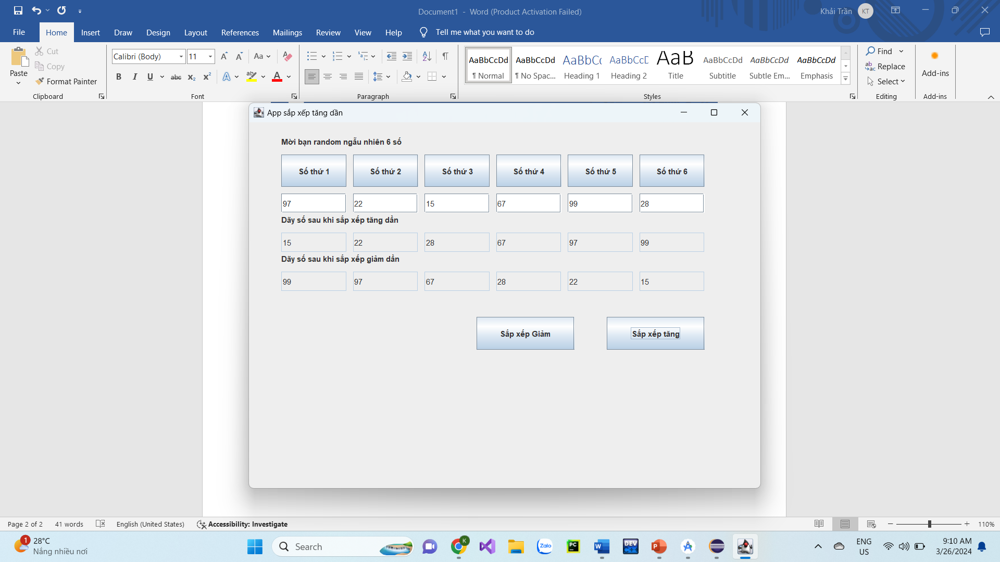 Document1 - Word (Product Activation Failed)
Khải Trần KT
File Home Insert Draw Design Layout References Mailings Review View Help Tell me what you want to do
Paste
Cut
Copy
Format Painter
Clipboard
Calibri (Body) 11
Font
Paragraph
AaBbCcDd AaBbCcDd AaBbCc AaBbCcC AaB AaBbCcDd AaBbCcDd AaBbCcDd
¶ Normal ¶ No Spac... Heading 1 Heading 2 Title Subtitle Subtle Em... Emphasis
Styles
Find
Replace
Select
Editing
Add-ins
Add-ins
App sắp xếp tăng dần
Mời bạn random ngẫu nhiên 6 số
Số thứ 1 Số thứ 2 Số thứ 3 Số thứ 4 Số thứ 5 Số thứ 6
97 22 15 67 99 28
Dãy số sau khi sắp xếp tăng dần
15 22 28 67 97 99
Dãy số sau khi sắp xếp giảm dần
99 97 67 28 22 15
Sắp xếp Giảm Sắp xếp tăng
Page 2 of 2 41 words English (United States) Accessibility: Investigate 110%
1 28°C
Nắng nhiều nơi
Search
K
Zalo
PC
W
DEV
P
ENG
US
9:10 AM
3/26/2024